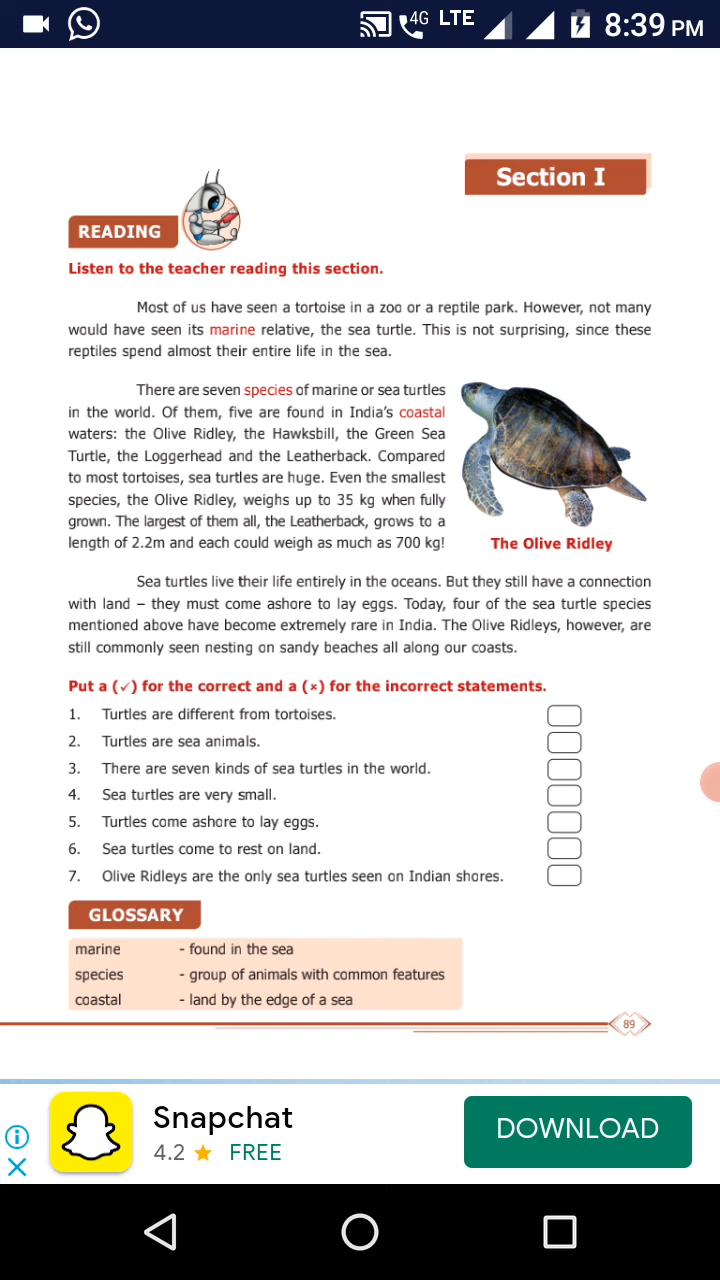 4G LTE 8:39 PM
Section I
READING
Listen to the teacher reading this section.
Most of us have seen a tortoise in a zoo or a reptile park. However, not many
would have seen its marine relative, the sea turtle. This is not surprising, since these
reptiles spend almost their entire life in the sea.
There are seven species of marine or sea turtles
in the world. Of them, five are found in India's coastal
waters: the Olive Ridley, the Hawksbill, the Green Sea
Turtle, the Loggerhead and the Leatherback. Compared
to most tortoises, sea turtles are huge. Even the smallest
species, the Olive Ridley, weighs up to 35 kg when fully
grown. The largest of them all, the Leatherback, grows to a
length of 2.2m and each could weigh as much as 700 kg!
The Olive Ridley
Sea turtles live their life entirely in the oceans. But they still have a connection
with land – they must come ashore to lay eggs. Today, four of the sea turtle species
mentioned above have become extremely rare in India. The Olive Ridleys, however, are
still commonly seen nesting on sandy beaches all along our coasts.
Put a (✓) for the correct and a (×) for the incorrect statements.
1. Turtles are different from tortoises.
2. Turtles are sea animals.
3. There are seven kinds of sea turtles in the world.
4. Sea turtles are very small.
5. Turtles come ashore to lay eggs.
6. Sea turtles come to rest on land.
7. Olive Ridleys are the only sea turtles seen on Indian shores.
GLOSSARY
marine - found in the sea
species - group of animals with common features
coastal - land by the edge of a sea
89
Snapchat
4.2 ★ FREE
DOWNLOAD